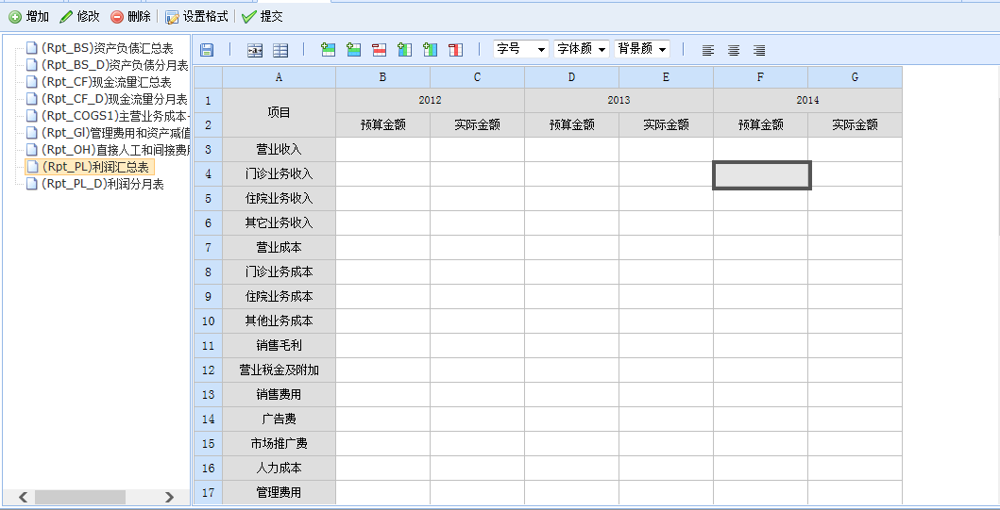 增加 修改 删除 设置格式 提交
字号 字体颜 背景颜
(Rpt_BS)资产负债汇总表
(Rpt_BS_D)资产负债分月表
(Rpt_CF)现金流量汇总表
(Rpt_CF_D)现金流量分月表
(Rpt_COGS1)主营业务成本-
(Rpt_GI)管理费用和资产减值
(Rpt_OH)直接人工和间接费用
(Rpt_PL)利润汇总表
(Rpt_PL_D)利润分月表
A B C D E F G
1 项目 2012 2013 2014
2 预算金额 实际金额 预算金额 实际金额 预算金额 实际金额
3 营业收入
4 门诊业务收入
5 住院业务收入
6 其它业务收入
7 营业成本
8 门诊业务成本
9 住院业务成本
10 其他业务成本
11 销售毛利
12 营业税金及附加
13 销售费用
14 广告费
15 市场推广费
16 人力成本
17 管理费用